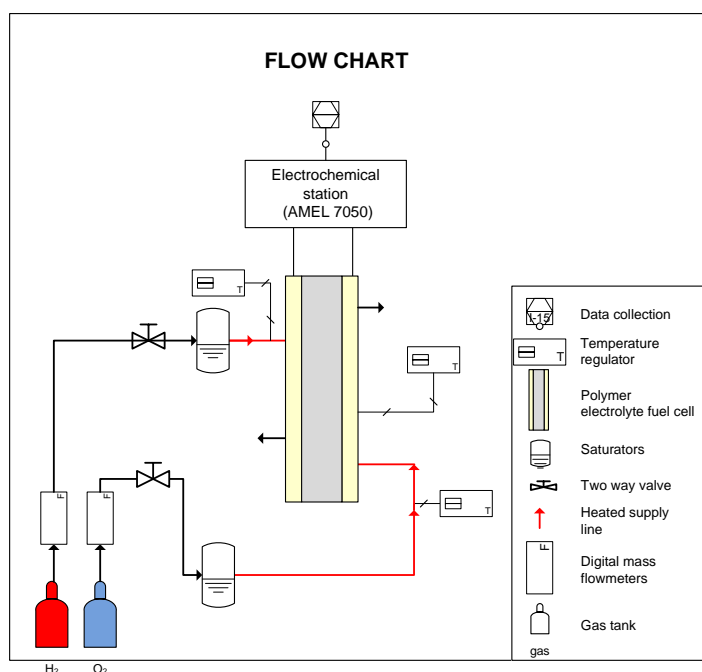 FLOW CHART
Electrochemical
station
(AMEL 7050)
T
T
T
F
F
H2
O2
I-15
Data collection
T
Temperature
regulator
Polymer
electrolyte fuel cell
Saturators
Two way valve
Heated supply
line
F
Digital mass
flowmeters
Gas tank
gas